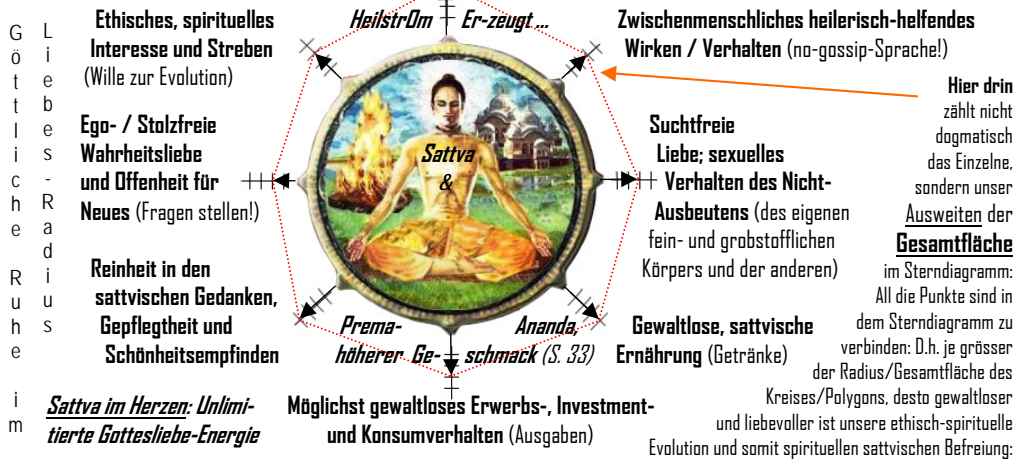 Göttliche Ruhe im
Liebes-Radius
Ethisches, spirituelles
Interesse und Streben
(Wille zur Evolution)
HeilstrOm Er-zeugt ...
Zwischenmenschliches heilerisch-helfendes
Wirken / Verhalten (no-gossip-Sprache!)
Ego- / Stolzfreie
Wahrheitsliebe
und Offenheit für
Neues (Fragen stellen!)
Sattva
&
Suchtfreie
Liebe; sexuelles
Verhalten des Nicht-
Ausbeutens (des eigenen
fein- und grobstofflichen
Körpers und der anderen)
Hier drin
zählt nicht
dogmatisch
das Einzelne,
sondern unser
Ausweiten der
Gesamtfläche
im Sterndiagramm:
All die Punkte sind in
dem Sterndiagramm zu
verbinden: D.h. je grösser
der Radius/Gesamtfläche des
Kreises/Polygons, desto gewaltloser
und liebevoller ist unsere ethisch-spirituelle
Evolution und somit spirituellen sattvischen Befreiung:
Reinheit in den
sattvischen Gedanken,
Gepflegtheit und
Schönheitsempfinden
Prema- Ananda,
höherer Ge- schmack (S. 33)
Gewaltlose, sattvische
Ernährung (Getränke)
Sattva im Herzen: Unlimi-
tierte Gottesliebe-Energie
Möglichst gewaltloses Erwerbs-, Investment-
und Konsumverhalten (Ausgaben)